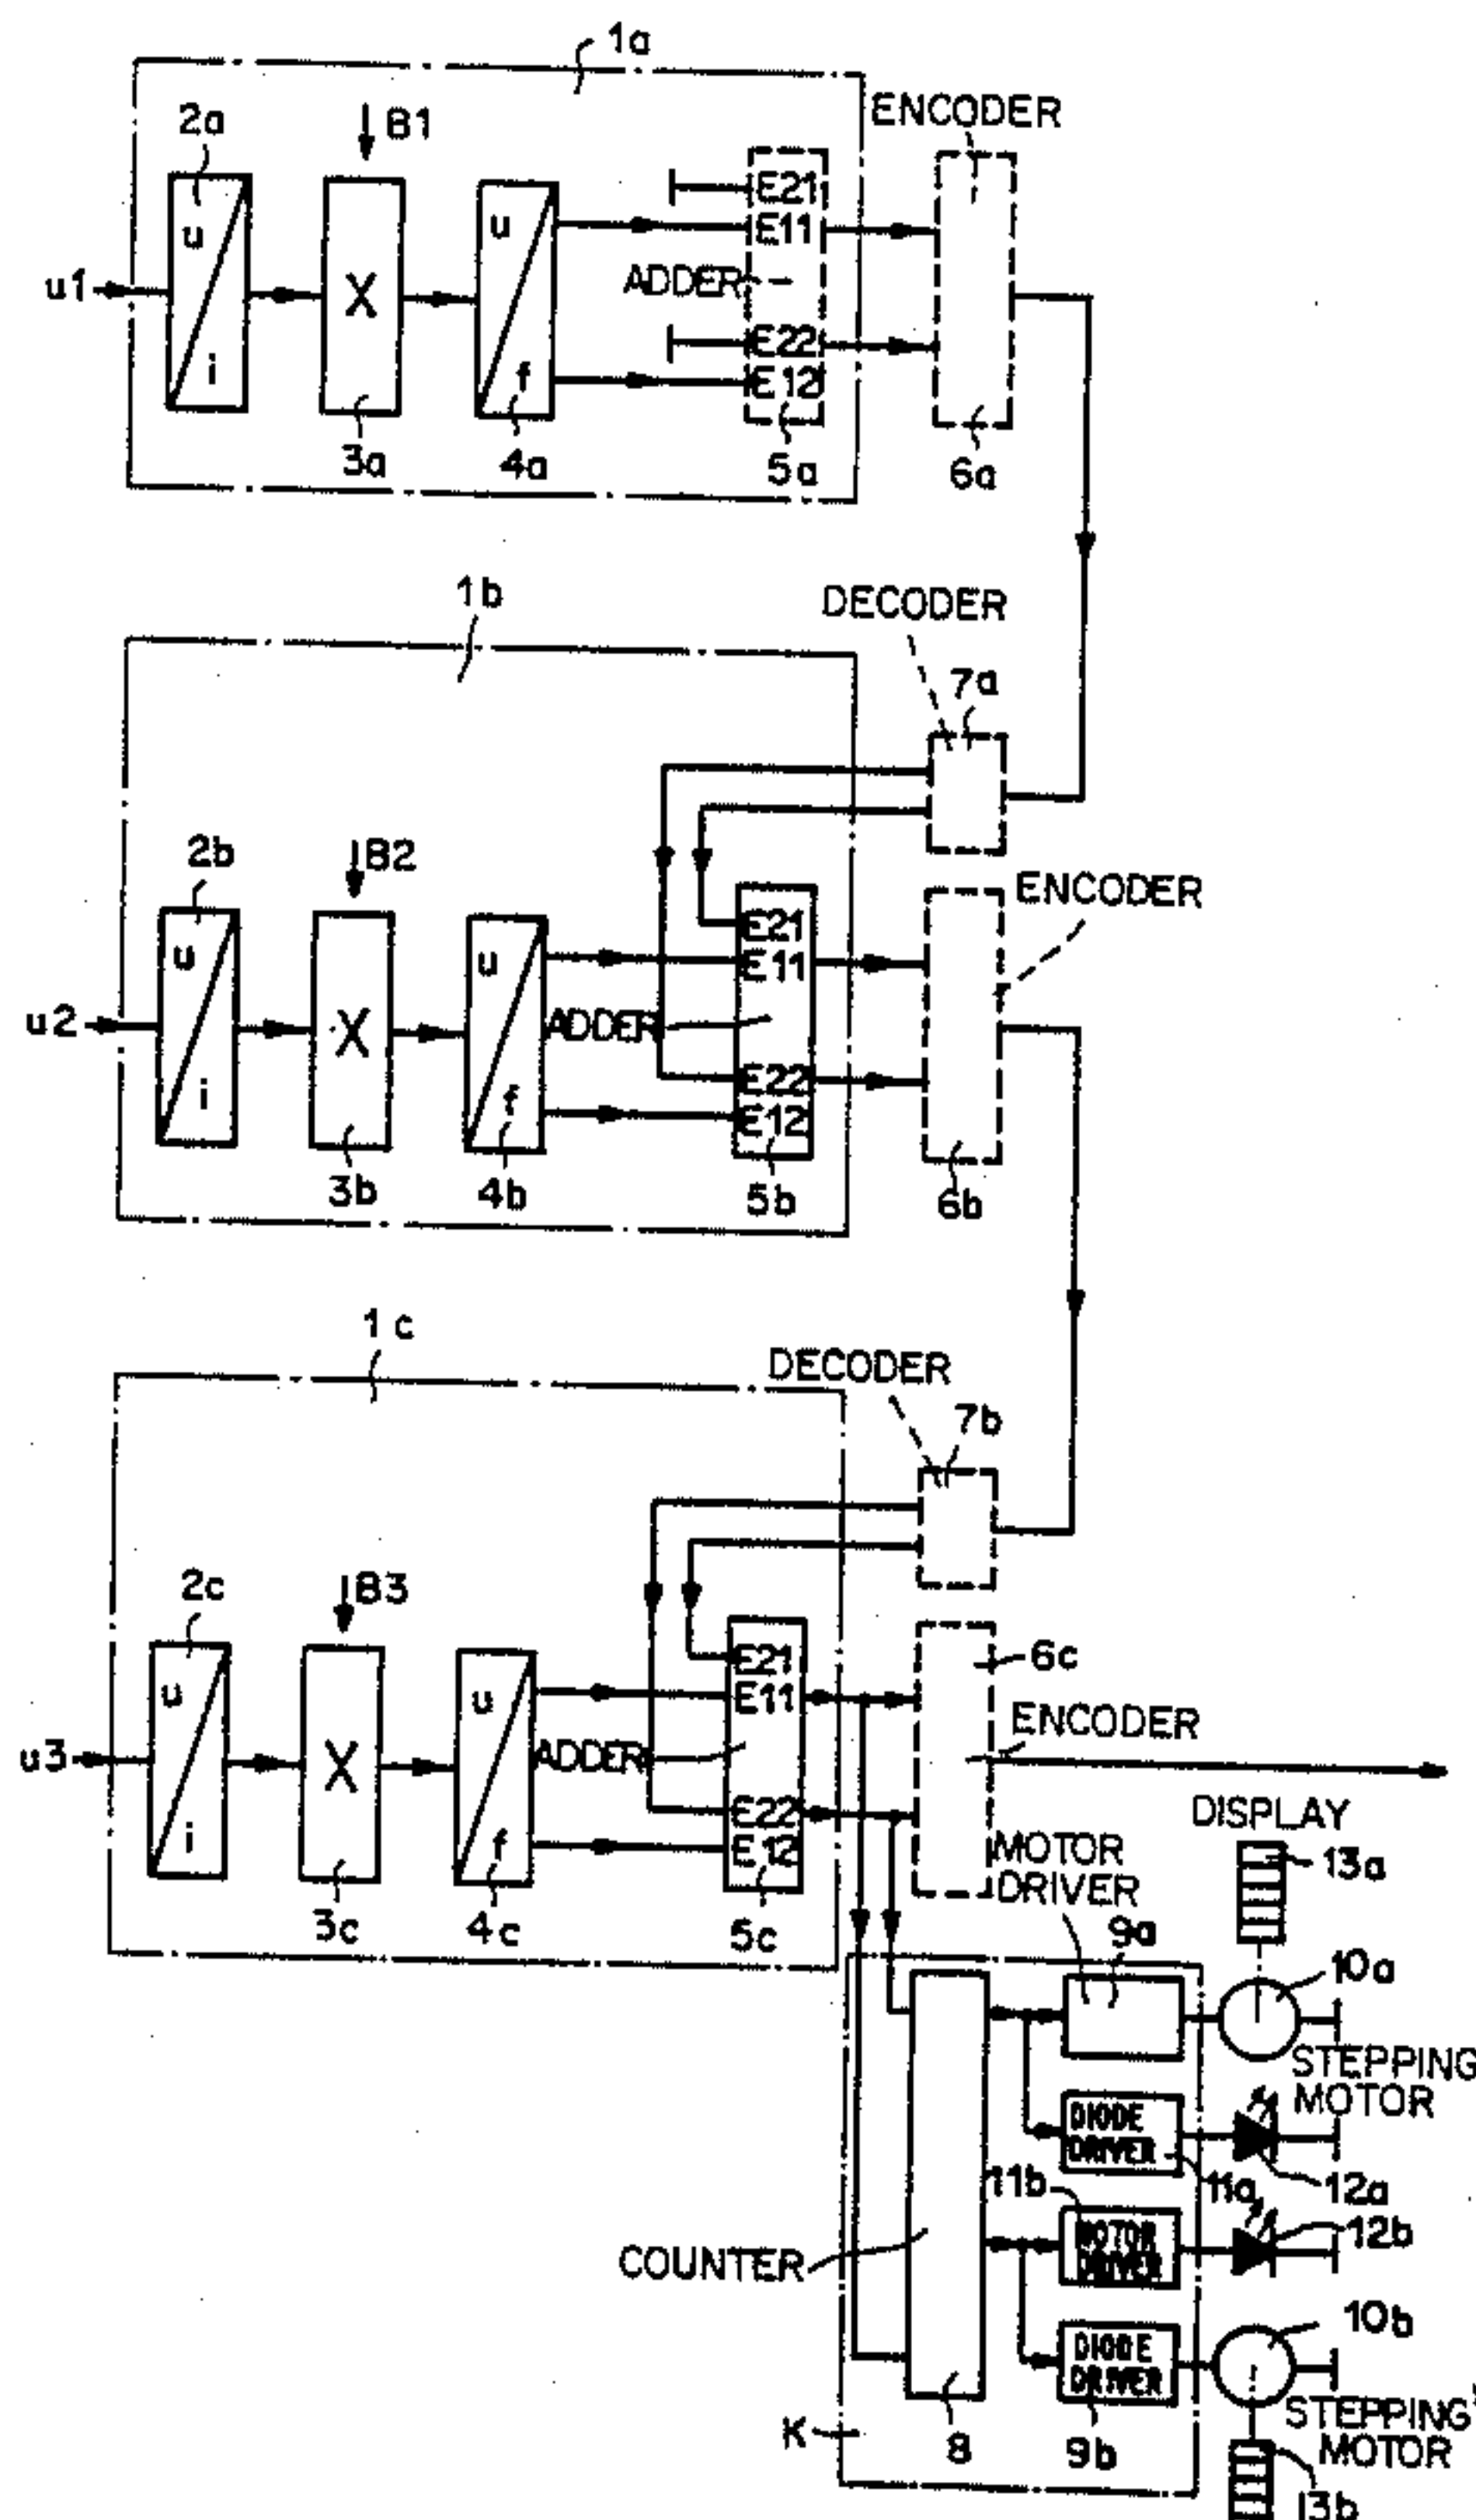 1a
2a
B1
ENCODER
u
E21
u
E11
u1
X
ADDER
E22
i
f
E12
3a
4a
5a
6a
1b
DECODER
7a
2b
B2
ENCODER
u
u
E21
E11
u2
X
ADDER
i
f
E22
E12
3b
4b
5b
6b
1c
DECODER
7b
2c
B3
6c
u
u
E21
E11
ENCODER
u3
X
ADDER
i
f
E22
E12
DISPLAY
MOTOR
DRIVER
13a
3c
4c
5c
9a
10a
STEPPING
MOTOR
DIODE
DRIVER
11b
11a
12a
MOTOR
DRIVER
12b
COUNTER
10b
DIODE
DRIVER
STEPPING
MOTOR
K
8
9b
13b